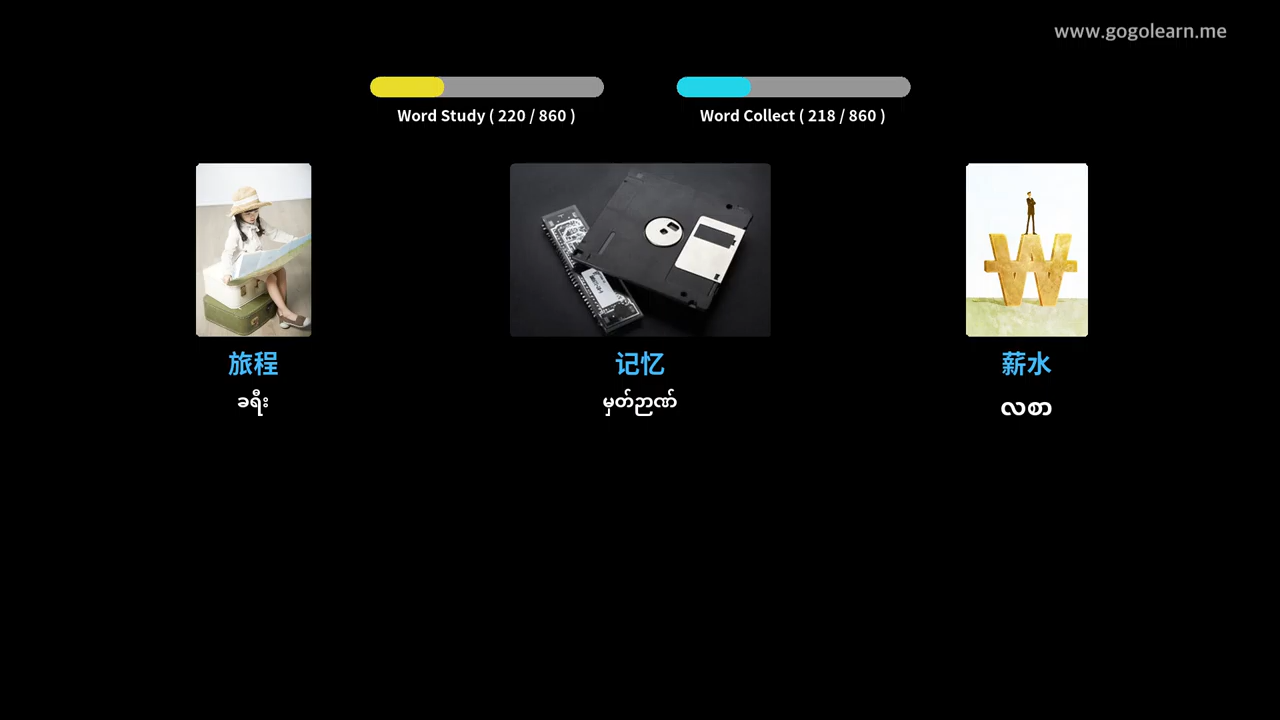 www.gogolearn.me
Word Study ( 220 / 860 )
Word Collect ( 218 / 860 )
旅程
记忆
薪水
ခရီး
မှတ်ဉာဏ်
လစာ